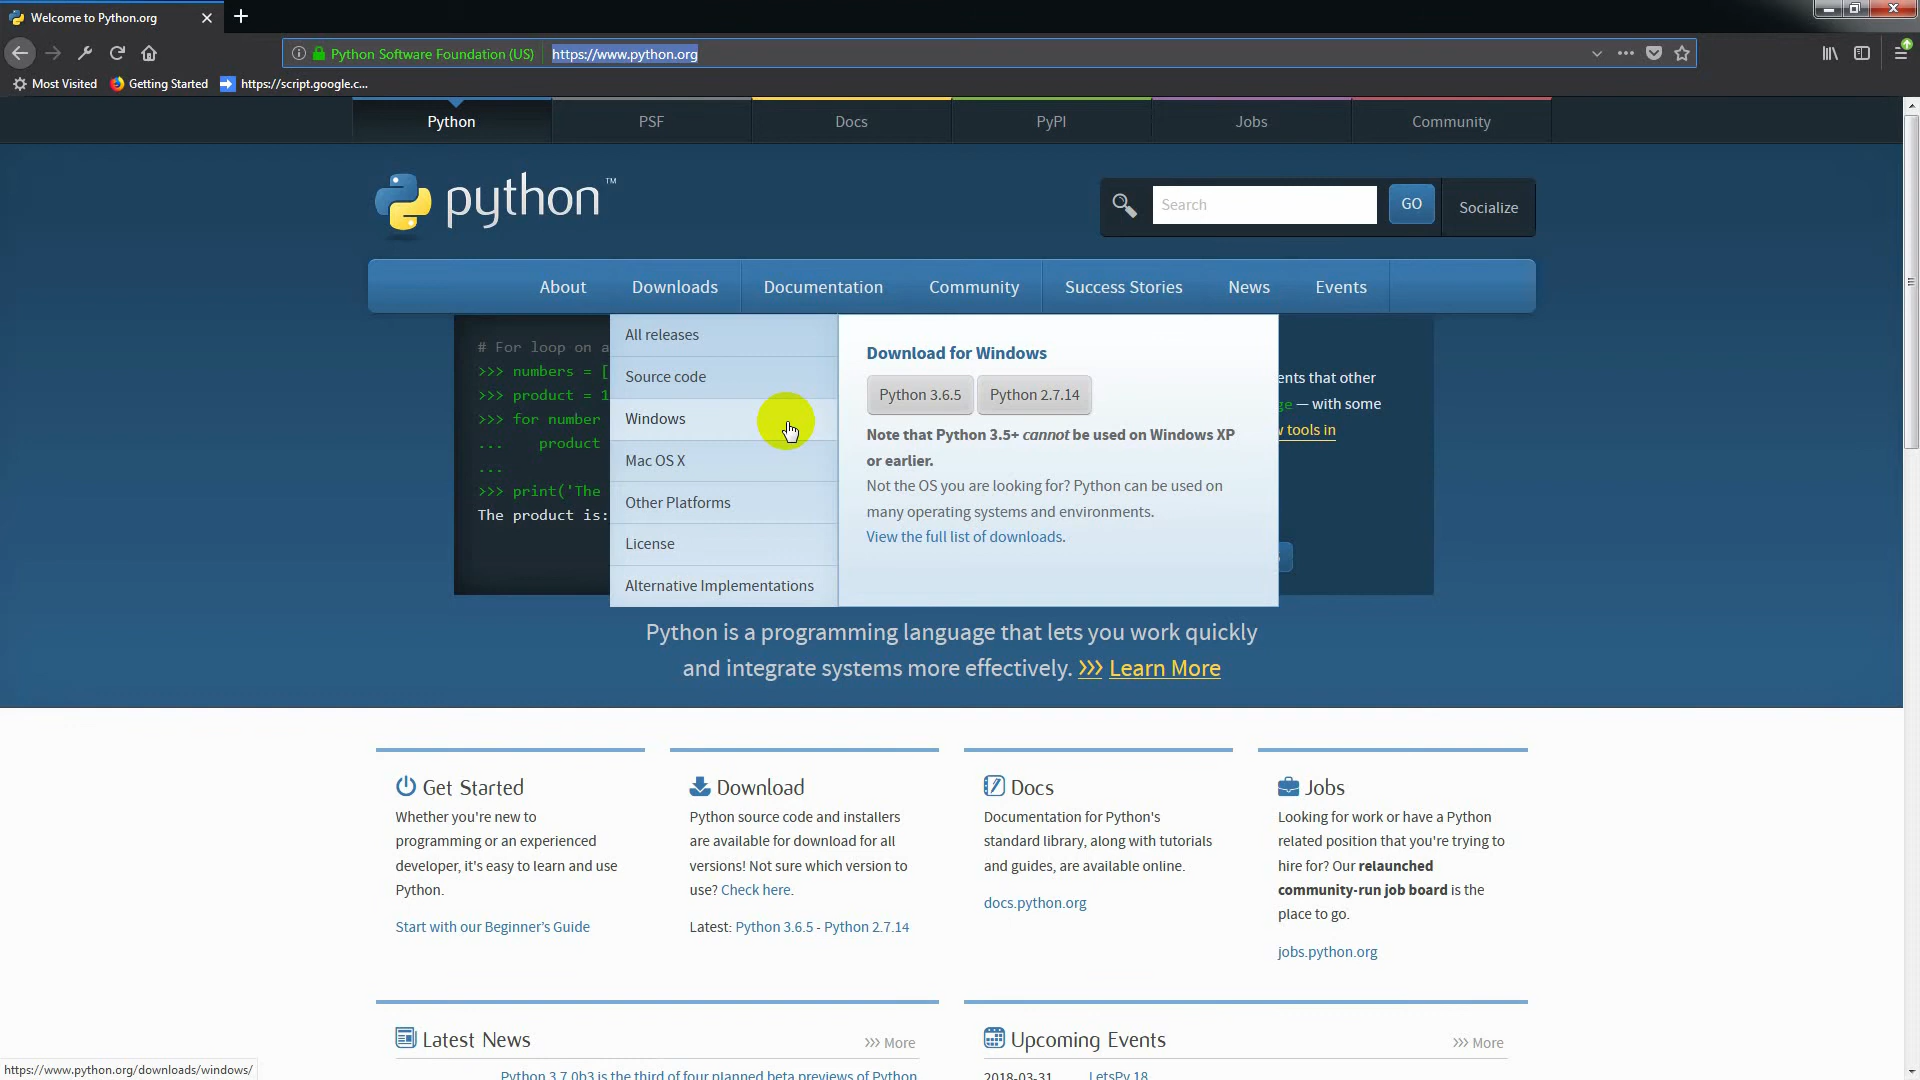 Welcome to Python.org
Python Software Foundation (US)
https://www.python.org
Most Visited
Getting Started
https://script.google.c...
Python
PSF
Docs
PyPI
Jobs
Community
python™
Search
GO
Socialize
About
Downloads
Documentation
Community
Success Stories
News
Events
# For loop on a
>>> numbers = [
>>> product = 1
>>> for number
...    product
...
>>> print('The
The product is:
All releases
Source code
Windows
Mac OS X
Other Platforms
License
Alternative Implementations
Download for Windows
Python 3.6.5
Python 2.7.14
Note that Python 3.5+ cannot be used on Windows XP
or earlier.
Not the OS you are looking for? Python can be used on
many operating systems and environments.
View the full list of downloads.
ents that other
ge — with some
tools in
Python is a programming language that lets you work quickly
and integrate systems more effectively. >>> Learn More
Get Started
Whether you're new to
programming or an experienced
developer, it's easy to learn and use
Python.
Start with our Beginner's Guide
Download
Python source code and installers
are available for download for all
versions! Not sure which version to
use? Check here.
Latest: Python 3.6.5 - Python 2.7.14
Docs
Documentation for Python's
standard library, along with tutorials
and guides, are available online.
docs.python.org
Jobs
Looking for work or have a Python
related position that you're trying to
hire for? Our relaunched
community-run job board is the
place to go.
jobs.python.org
Latest News
>>> More
Python 3.7.0b3 is the third of four planned beta previews of Python
Upcoming Events
>>> More
2018-03-31
LetsPy 18
https://www.python.org/downloads/windows/